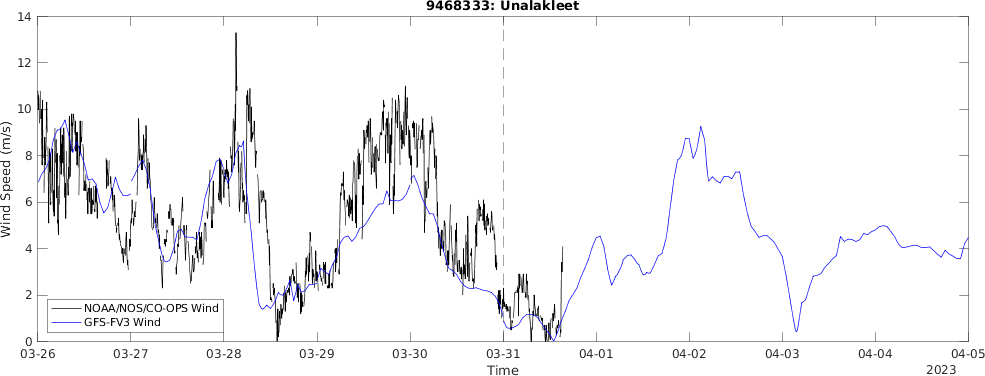 9468333: Unalakleet
Wind Speed (m/s)
14
12
10
8
6
4
2
0
NOAA/NOS/CO-OPS Wind
GFS-FV3 Wind
03-26 03-27 03-28 03-29 03-30 03-31 04-01 04-02 04-03 04-04 04-05
Time
2023